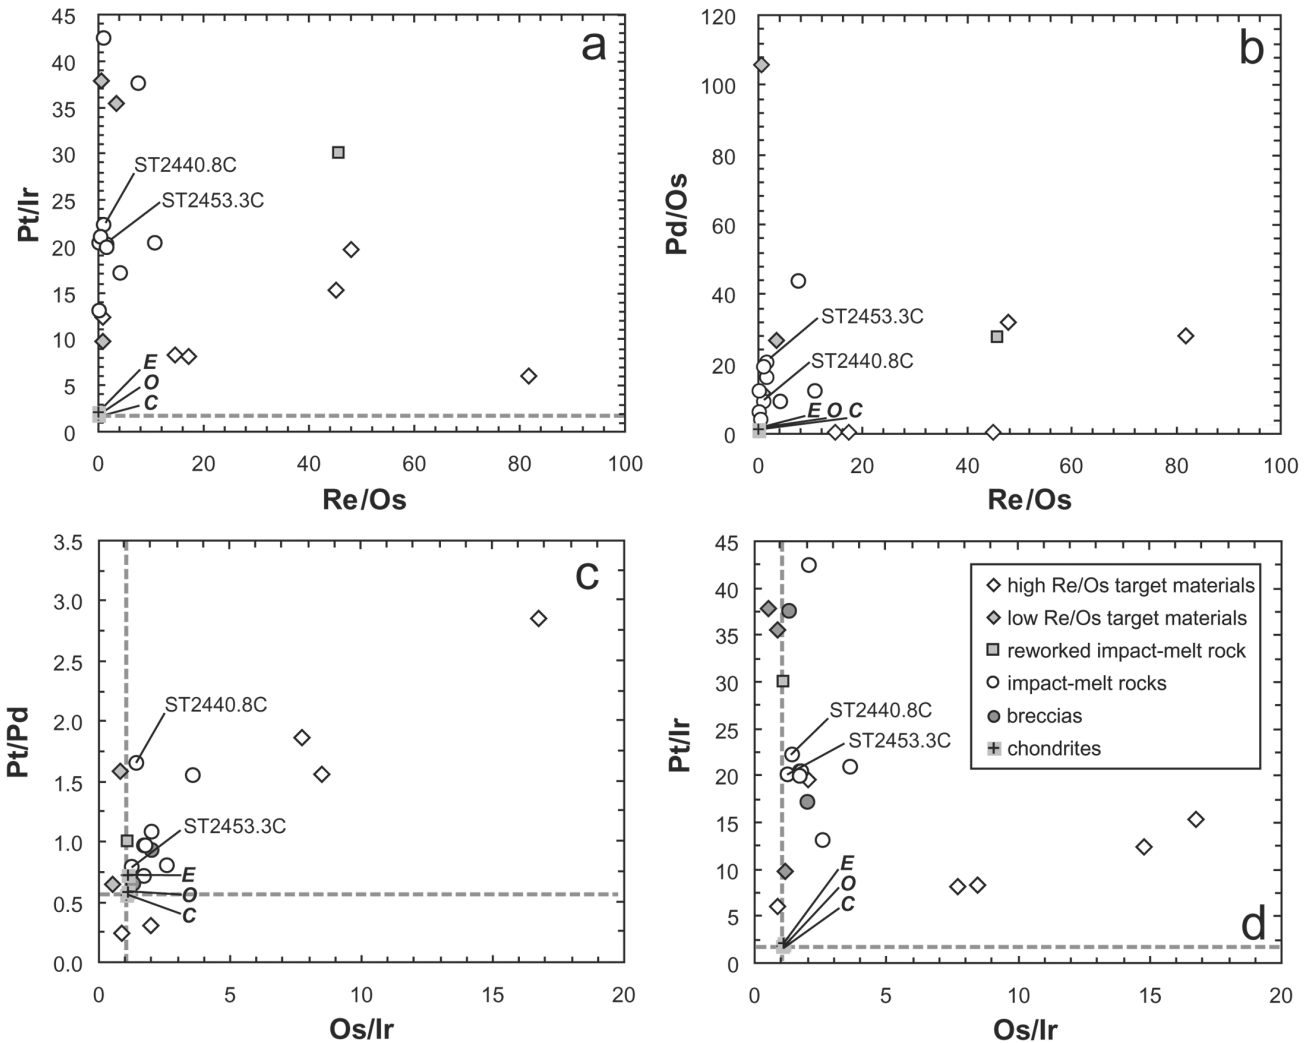 a
45
40
35
30
25
20
15
10
5
0
Pt/Ir
ST2440.8C
ST2453.3C
E
O
C
0 20 40 60 80 100
Re/Os
b
120
100
80
60
40
20
0
Pd/Os
ST2453.3C
ST2440.8C
E O C
0 20 40 60 80 100
Re/Os
c
3.5
3.0
2.5
2.0
1.5
1.0
0.5
0.0
Pt/Pd
ST2440.8C
ST2453.3C
E
O
C
0 5 10 15 20
Os/Ir
45
40
35
30
25
20
15
10
5
0
Pt/Ir
high Re/Os target materials
low Re/Os target materials
reworked impact-melt rock
impact-melt rocks
breccias
chondrites
ST2440.8C
ST2453.3C
E
O
C
d
0 5 10 15 20
Os/Ir